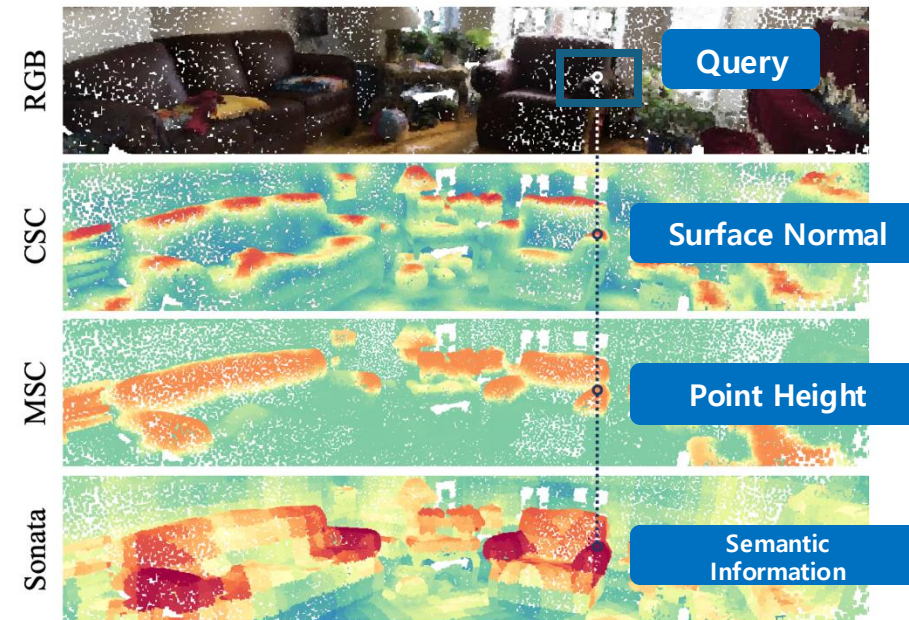 RGB
Query
CSC
Surface Normal
MSC
Point Height
Sonata
Semantic
Information